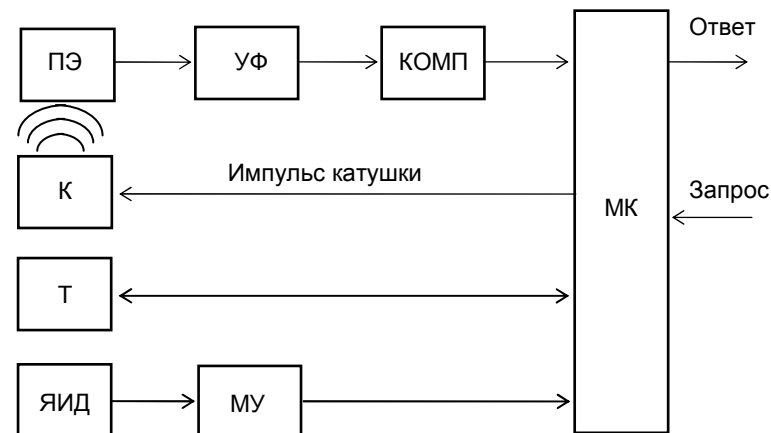 Ответ
ПЭ
УФ
КОМП
Импульс катушки
Запрос
К
МК
Т
ЯИД
МУ